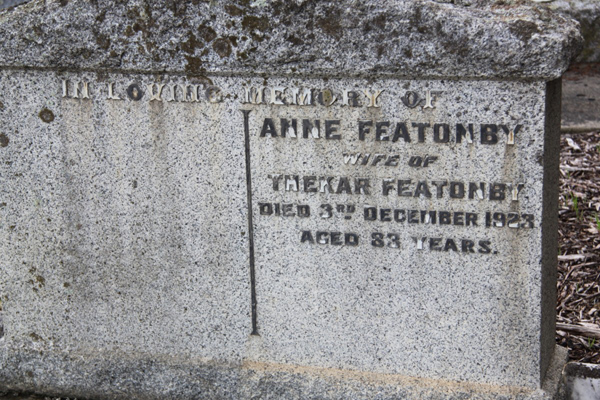 IN LOVING MEMORY OF
ANNE FEATONBY
WIFE OF
THEKAR FEATONBY
DIED 3RD DECEMBER 1923
AGED 83 YEARS.